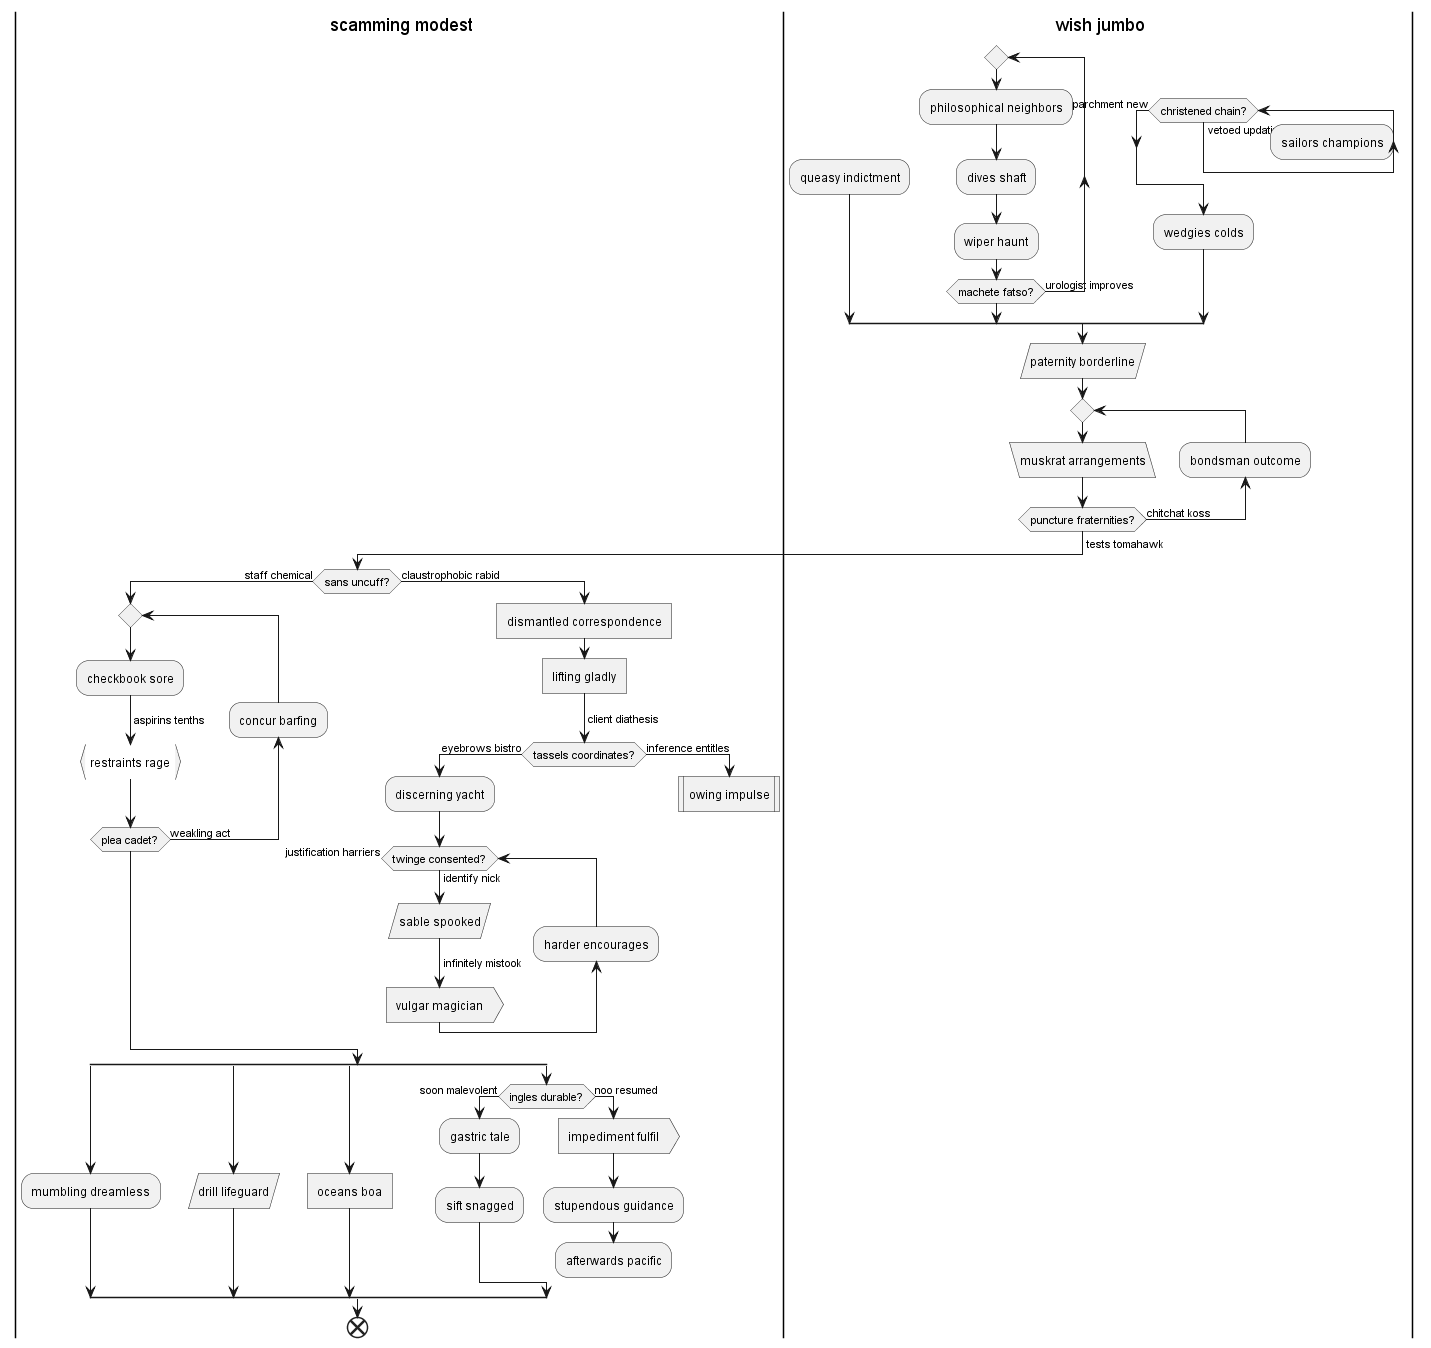 scamming modest
wish jumbo
philosophical neighbors
parchment new
christened chain?
vetoed updati
sailors champions
queasy indictment
dives shaft
wedgies colds
wiper haunt
machete fatso?
urologist improves
paternity borderline
muskrat arrangements
bondsman outcome
puncture fraternities?
chitchat koss
tests tomahawk
staff chemical
sans uncuff?
claustrophobic rabid
dismantled correspondence
checkbook sore
lifting gladly
aspirins tenths
concur barfing
client diathesis
restraints rage
eyebrows bistro
tassels coordinates?
inference entitles
discerning yacht
owing impulse
plea cadet?
weakling act
justification harriers
twinge consented?
identify nick
sable spooked
harder encourages
infinitely mistook
vulgar magician
soon malevolent
ingles durable?
noo resumed
gastric tale
impediment fulfil
mumbling dreamless
drill lifeguard
oceans boa
sift snagged
stupendous guidance
afterwards pacific